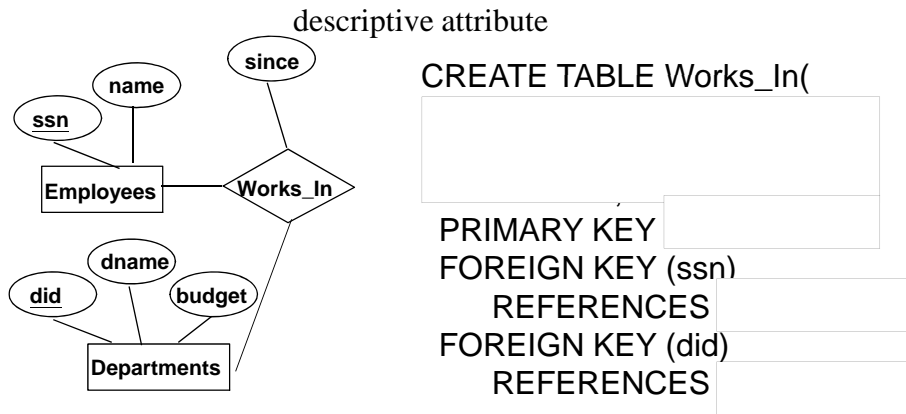 descriptive attribute
since
name
ssn
Employees
Works_In
dname
did
budget
Departments
CREATE TABLE Works_In(
PRIMARY KEY
FOREIGN KEY (ssn)
REFERENCES
FOREIGN KEY (did)
REFERENCES